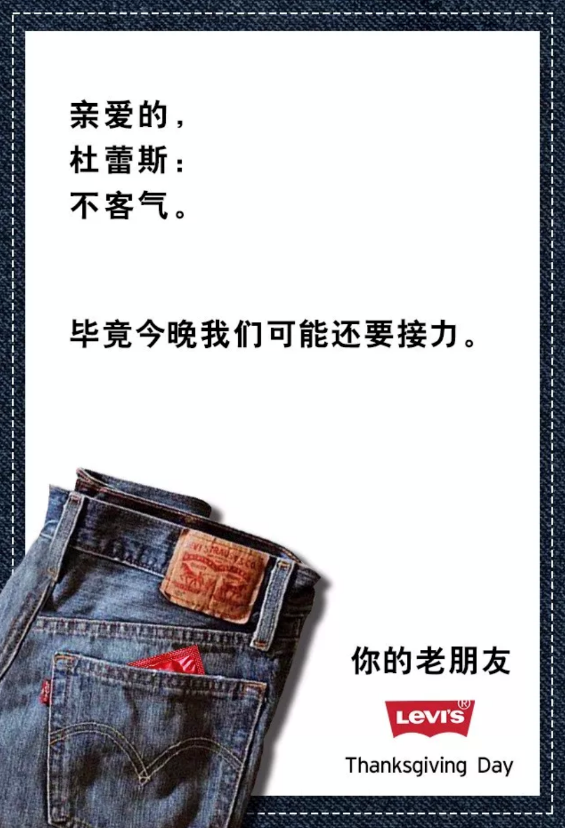 亲爱的，
杜蕾斯：
不客气。
毕竟今晚我们可能还要接力。
你的老朋友
LEVI'S
®
Thanksgiving Day